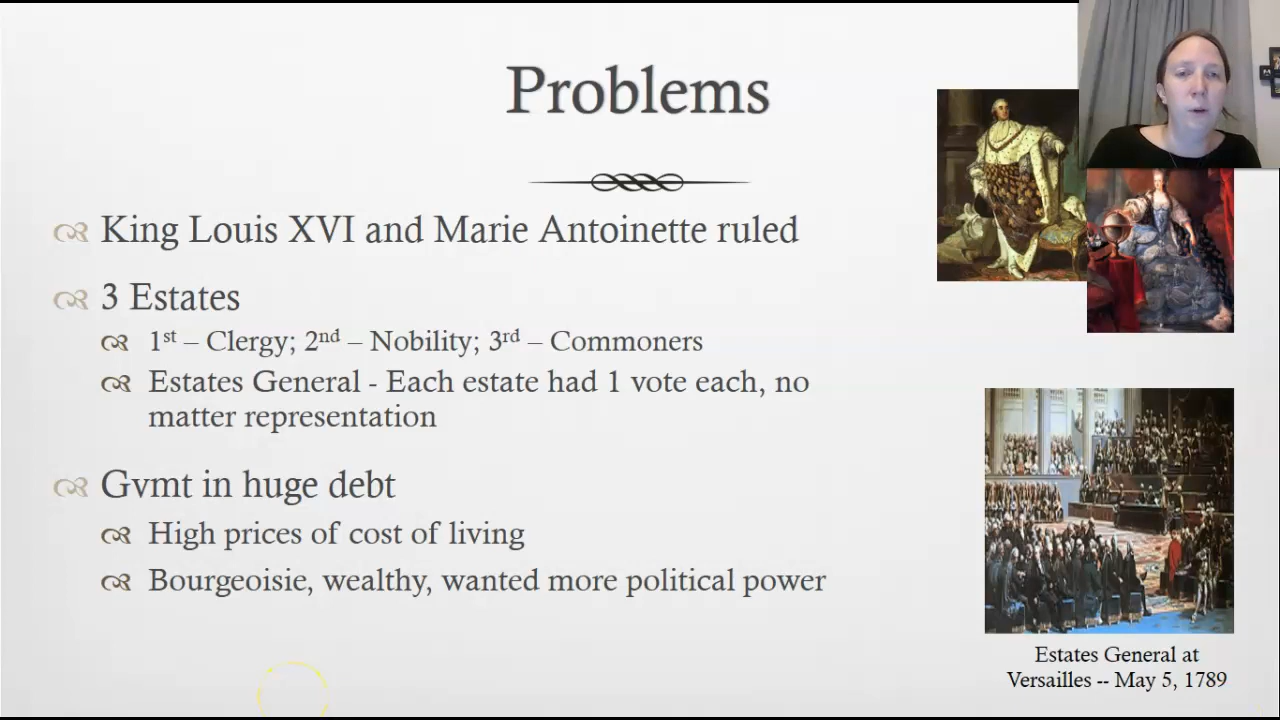 Problems
King Louis XVI and Marie Antoinette ruled
3 Estates
1st – Clergy; 2nd – Nobility; 3rd – Commoners
Estates General - Each estate had 1 vote each, no
matter representation
Gvmt in huge debt
High prices of cost of living
Bourgeoisie, wealthy, wanted more political power
Estates General at
Versailles -- May 5, 1789